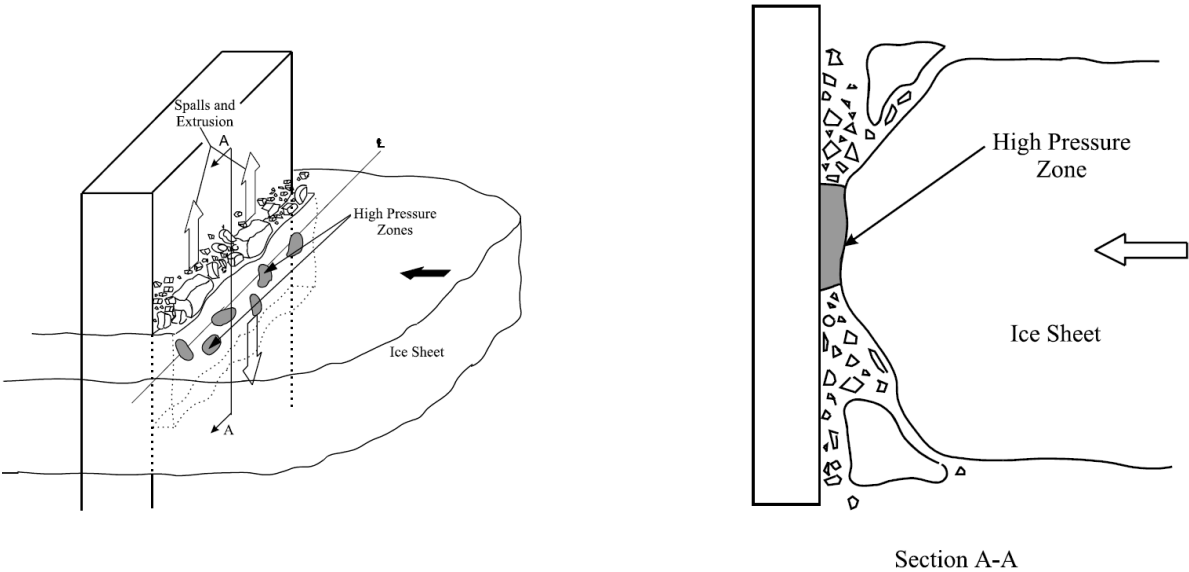 Spalls and
Extrusion
A
℄
High Pressure
Zones
Ice Sheet
A
High Pressure
Zone
Ice Sheet
Section A-A